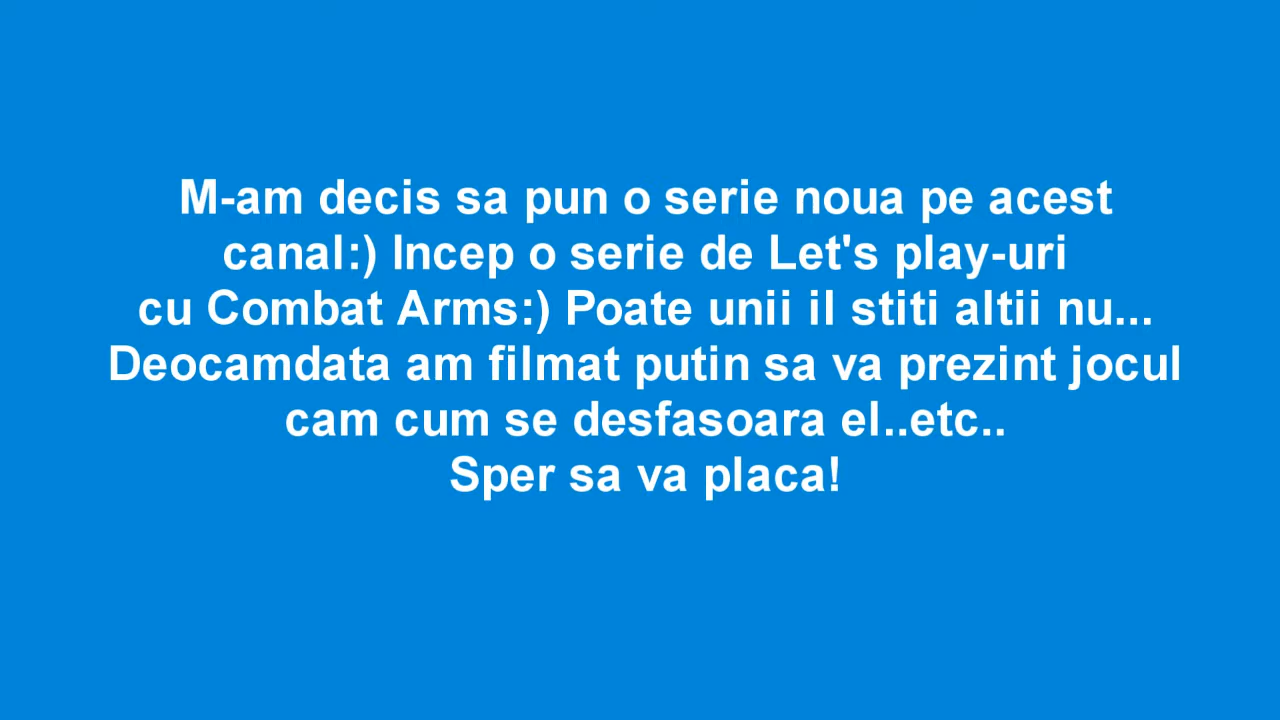 M-am decis sa pun o serie noua pe acest
canal:) Incep o serie de Let's play-uri
cu Combat Arms:) Poate unii il stiti altii nu...
Deocamdata am filmat putin sa va prezint jocul
cam cum se desfasoara el..etc..
Sper sa va placa!